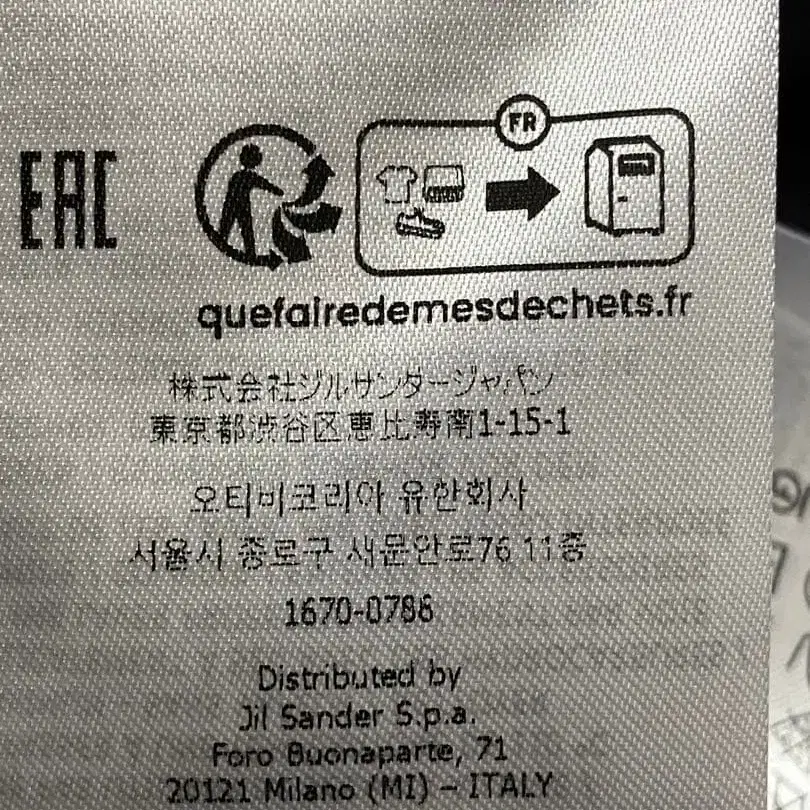 EAC
FR
quefairedemesdechets.fr
株式会社ジルサンダージャパン
東京都渋谷区恵比寿南1-15-1
오티비코리아 유한회사
서울시 종로구 새문안로76 11층
1670-0786
Distributed by
Jil Sander S.p.a.
Foro Buonaparte, 71
20121 Milano (MI) – ITALY